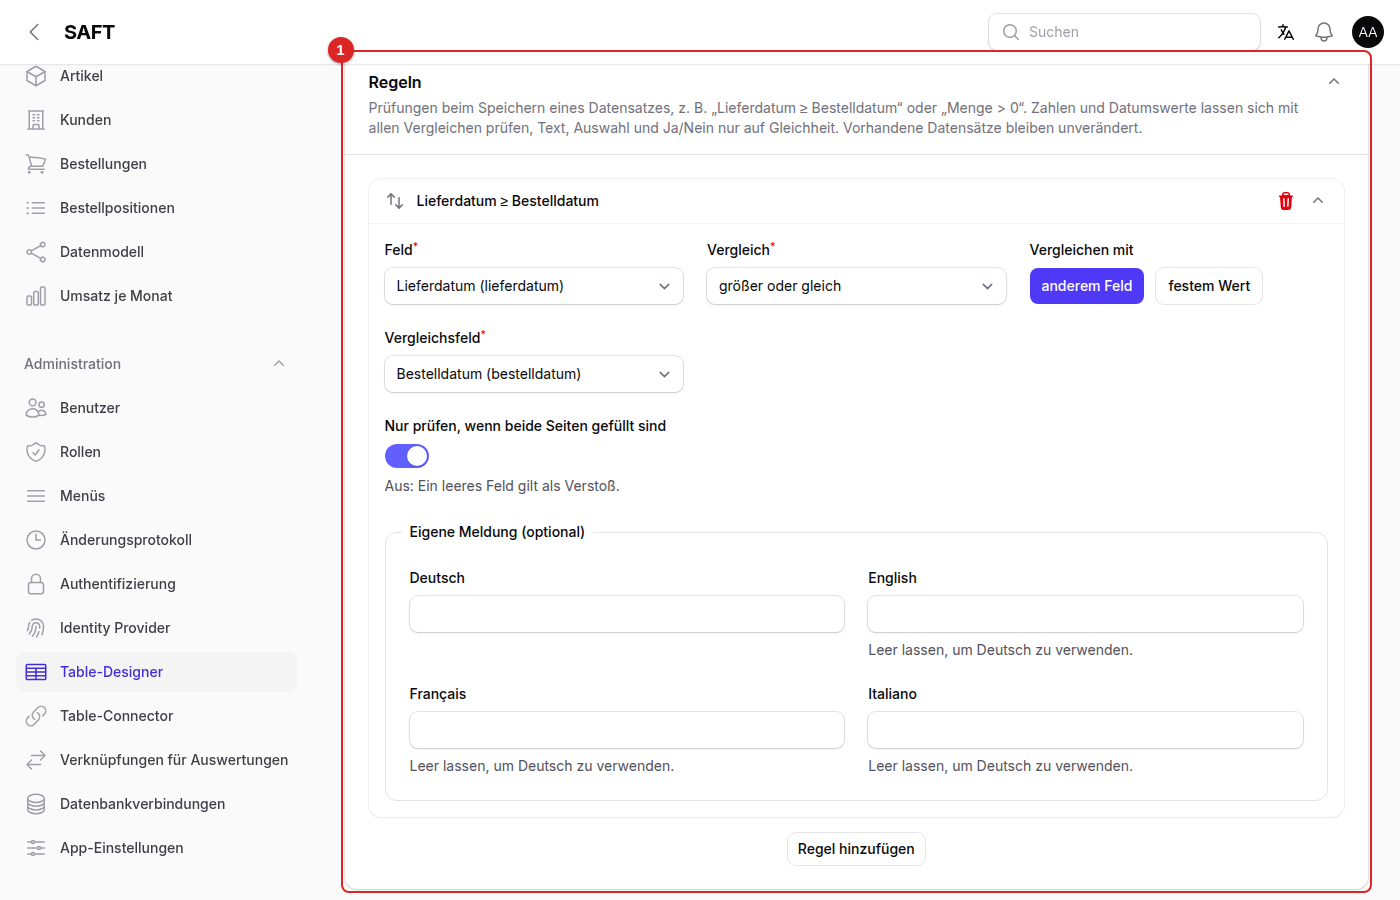 SAFT
Suchen
AA
1
Artikel
Kunden
Bestellungen
Bestellpositionen
Datenmodell
Umsatz je Monat
Administration
Benutzer
Rollen
Menüs
Änderungsprotokoll
Authentifizierung
Identity Provider
Table-Designer
Table-Connector
Verknüpfungen für Auswertungen
Datenbankverbindungen
App-Einstellungen
Regeln
Prüfungen beim Speichern eines Datensatzes, z. B. „Lieferdatum ≥ Bestelldatum“ oder „Menge > 0“. Zahlen und Datumswerte lassen sich mit
allen Vergleichen prüfen, Text, Auswahl und Ja/Nein nur auf Gleichheit. Vorhandene Datensätze bleiben unverändert.
Lieferdatum ≥ Bestelldatum
Feld* Vergleich* Vergleichen mit
Lieferdatum (lieferdatum) größer oder gleich anderem Feld festem Wert
Vergleichsfeld*
Bestelldatum (bestelldatum)
Nur prüfen, wenn beide Seiten gefüllt sind
Aus: Ein leeres Feld gilt als Verstoß.
Eigene Meldung (optional)
Deutsch English
Leer lassen, um Deutsch zu verwenden.
Français Italiano
Leer lassen, um Deutsch zu verwenden. Leer lassen, um Deutsch zu verwenden.
Regel hinzufügen